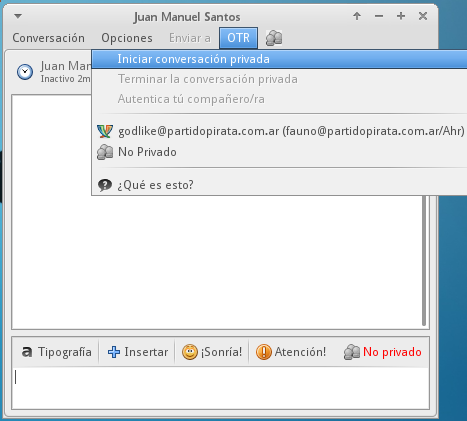 Juan Manuel Santos
Conversación Opciones Enviar a OTR
Iniciar conversación privada
Juan Man
Inactivo 2m
Terminar la conversación privada
Autentica tú compañero/ra
godlike@partidopirata.com.ar (fauno@partidopirata.com.ar/Ahr)
No Privado
¿Qué es esto?
a Tipografía Insertar ¡Sonría! Atención! No privado